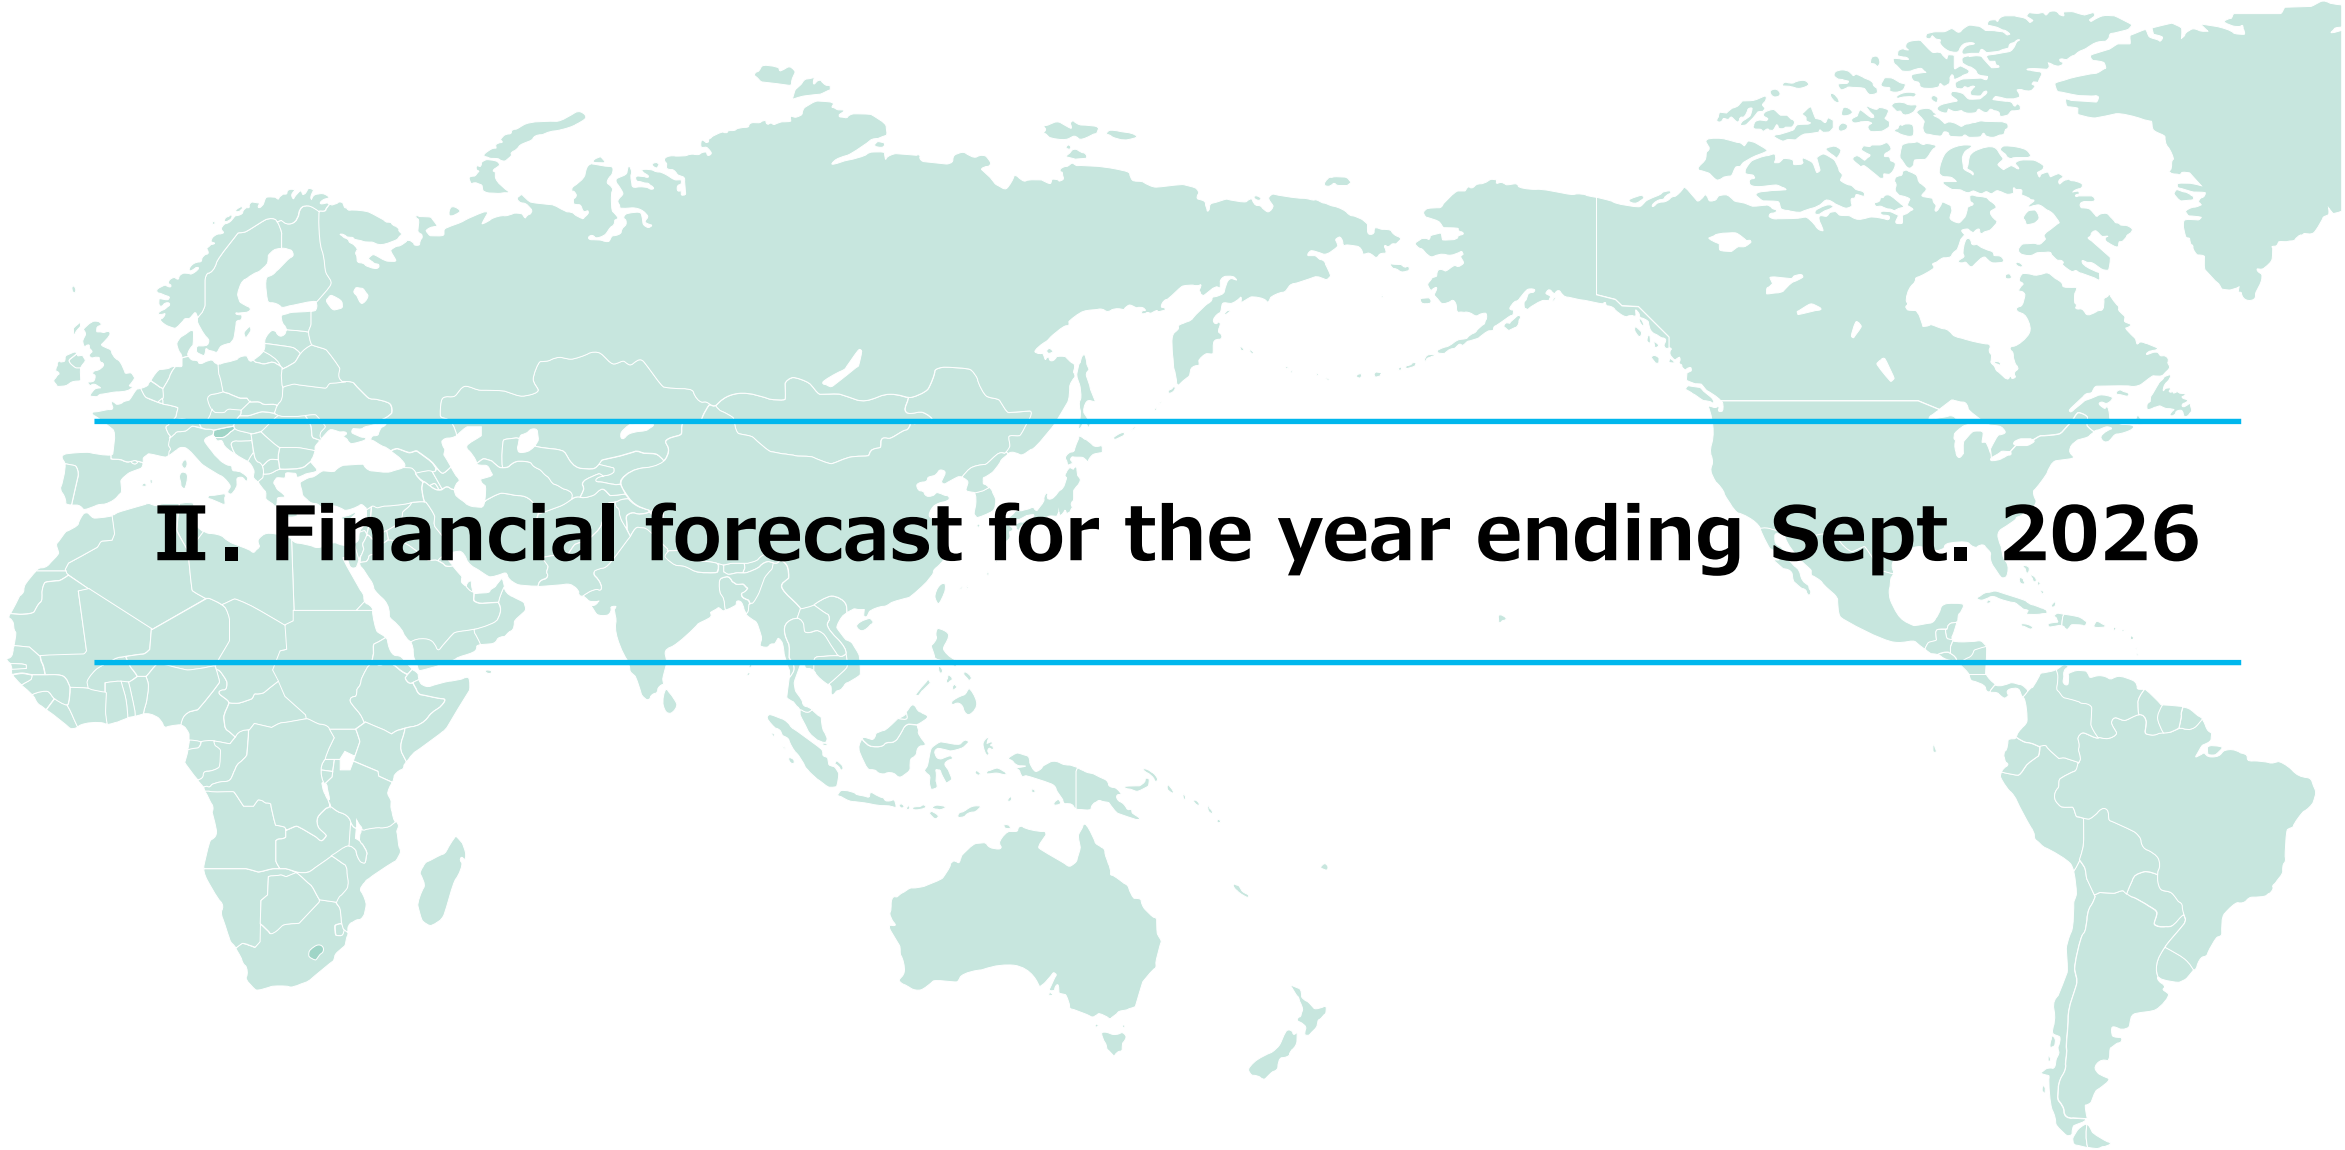 Ⅱ. Financial forecast for the year ending Sept. 2026